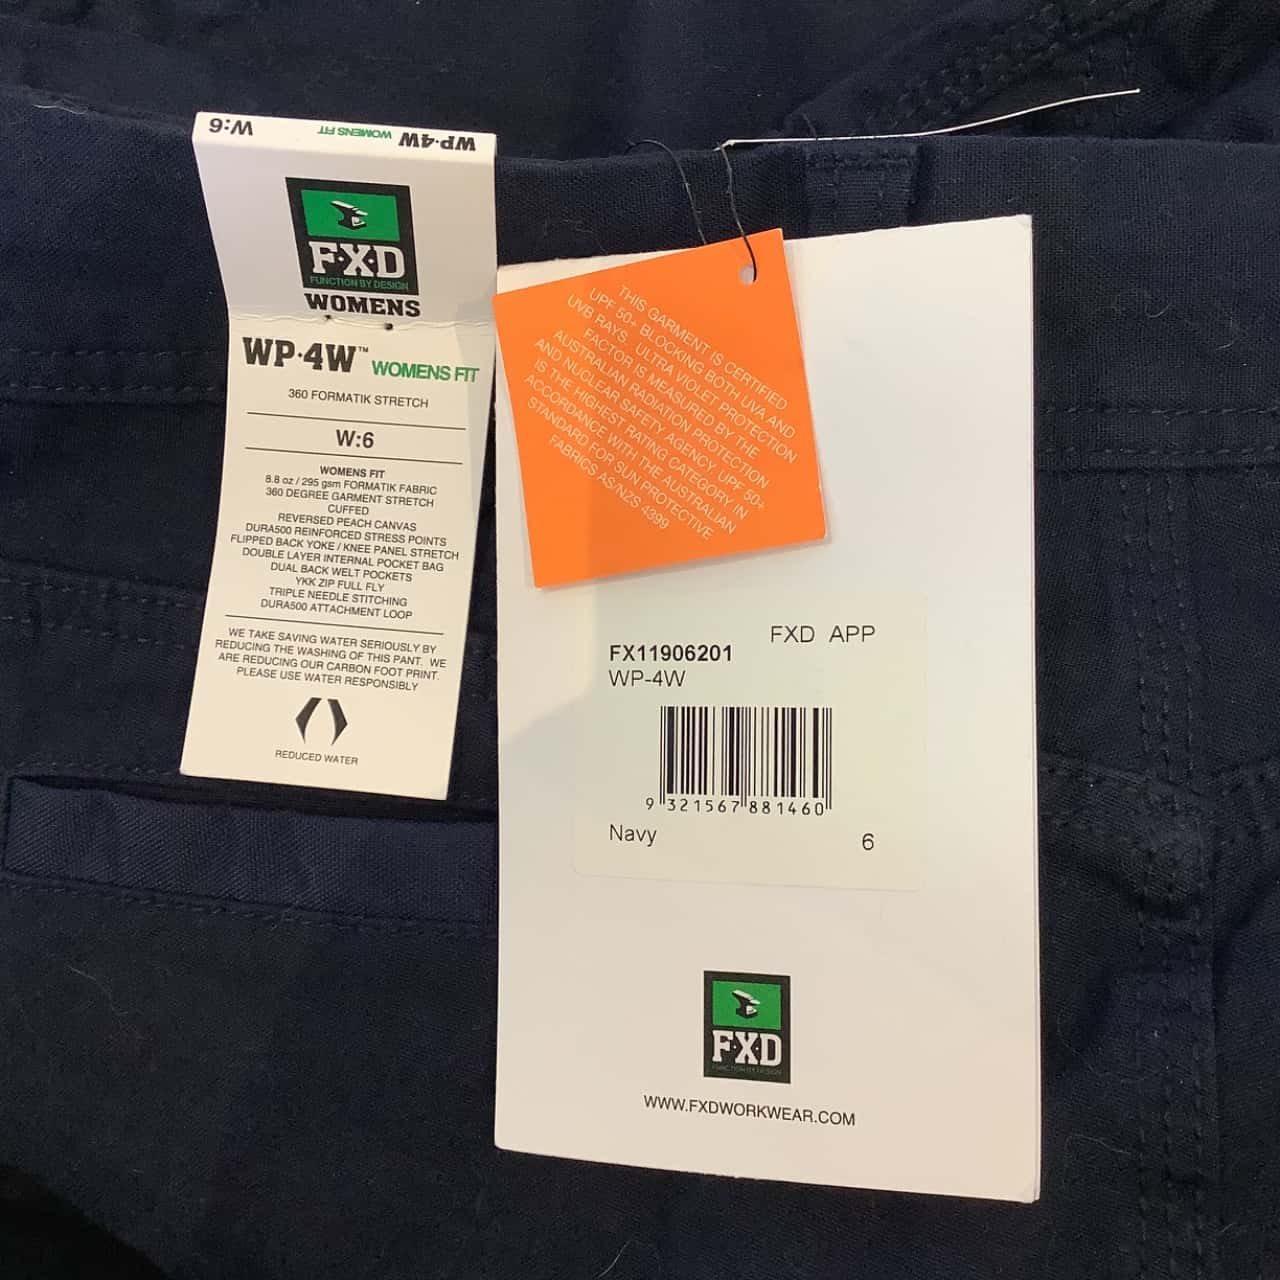 W:6
WOMENS FIT WP·4W
F·X·D
FUNCTION BY DESIGN
WOMENS
WP·4W™ WOMENS FIT
360 FORMATIK STRETCH
W:6
WOMENS FIT
8.8 oz / 295 gsm FORMATIK FABRIC
360 DEGREE GARMENT STRETCH
CUFFED
REVERSED PEACH CANVAS
DURA500 REINFORCED STRESS POINTS
FLIPPED BACK YOKE / KNEE PANEL STRETCH
DOUBLE LAYER INTERNAL POCKET BAG
DUAL BACK WELT POCKETS
YKK ZIP FULL FLY
TRIPLE NEEDLE STITCHING
DURA500 ATTACHMENT LOOP
WE TAKE SAVING WATER SERIOUSLY BY
REDUCING THE WASHING OF THIS PANT. WE
ARE REDUCING OUR CARBON FOOT PRINT.
PLEASE USE WATER RESPONSIBLY
REDUCED WATER
THIS GARMENT IS CERTIFIED
UPF 50+ BLOCKING BOTH UVA AND
UVB RAYS. ULTRA VIOLET PROTECTION
FACTOR IS MEASURED BY THE
AUSTRALIAN RADIATION PROTECTION
AND NUCLEAR SAFETY AGENCY. UPF 50+
IS THE HIGHEST RATING CATEGORY IN
ACCORDANCE WITH THE AUSTRALIAN
STANDARD FOR SUN PROTECTIVE
FABRICS AS/NZS 4399
FXD APP
FX11906201
WP-4W
9 321567 881460
Navy 6
F·X·D
FUNCTION BY DESIGN
WWW.FXDWORKWEAR.COM